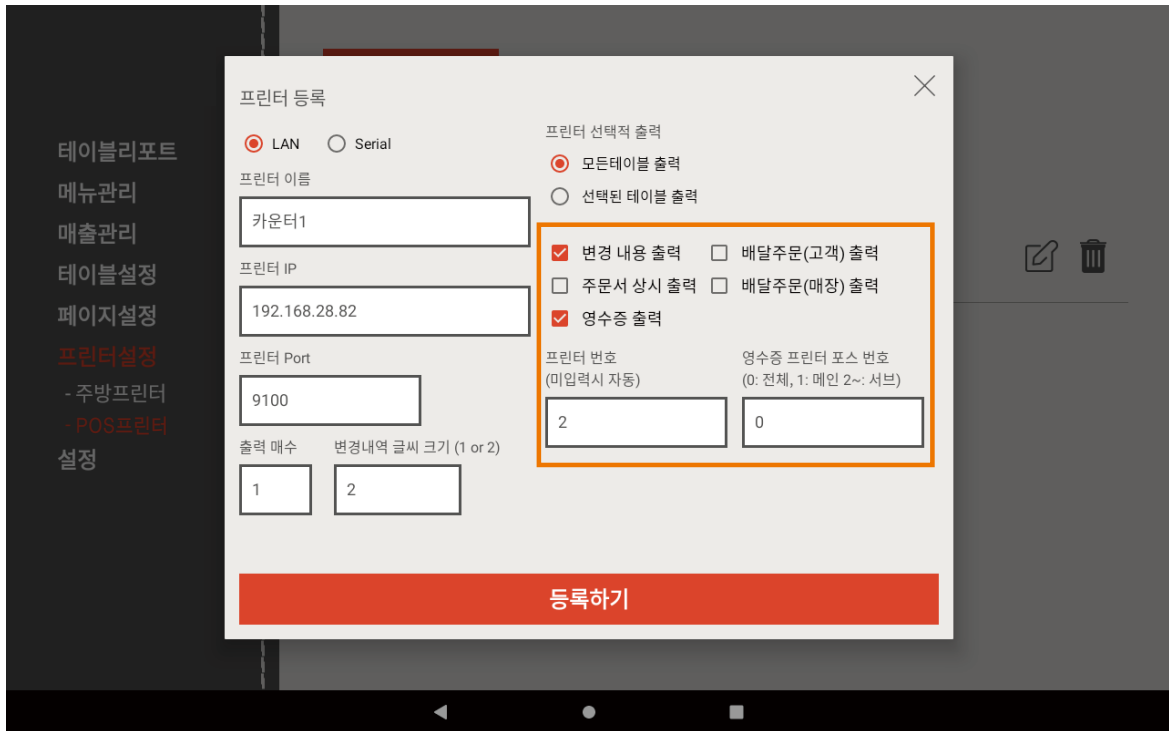 테이블리포트
메뉴관리
매출관리
테이블설정
페이지설정
프린터설정
- 주방프린터
- POS프린터
설정
프린터 등록
LAN Serial
프린터 이름
카운터1
프린터 IP
192.168.28.82
프린터 Port
9100
출력 매수 변경내역 글씨 크기 (1 or 2)
1 2
프린터 선택적 출력
모든테이블 출력
선택된 테이블 출력
변경 내용 출력 배달주문(고객) 출력
주문서 상시 출력 배달주문(매장) 출력
영수증 출력
프린터 번호 영수증 프린터 포스 번호
(미입력시 자동) (0: 전체, 1: 메인 2~: 서브)
2 0
등록하기